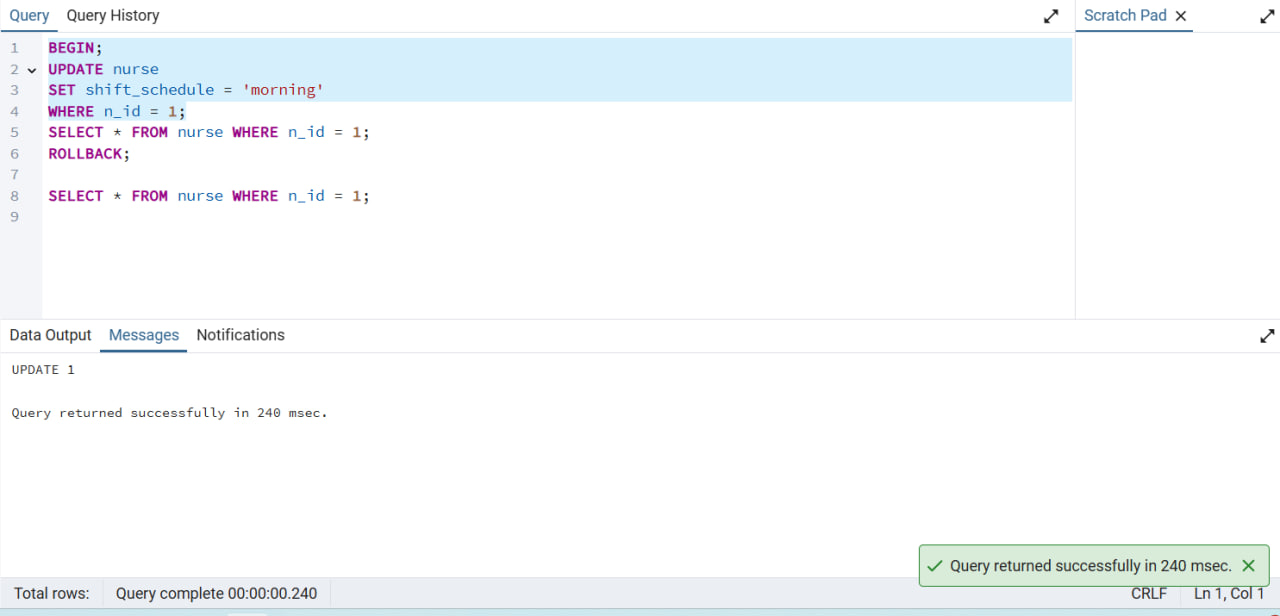 Query Query History
Scratch Pad
1 BEGIN;
2 UPDATE nurse
3 SET shift_schedule = 'morning'
4 WHERE n_id = 1;
5 SELECT * FROM nurse WHERE n_id = 1;
6 ROLLBACK;
7
8 SELECT * FROM nurse WHERE n_id = 1;
9
Data Output Messages Notifications
UPDATE 1
Query returned successfully in 240 msec.
Query returned successfully in 240 msec.
Total rows: Query complete 00:00:00.240 CRLF Ln 1, Col 1